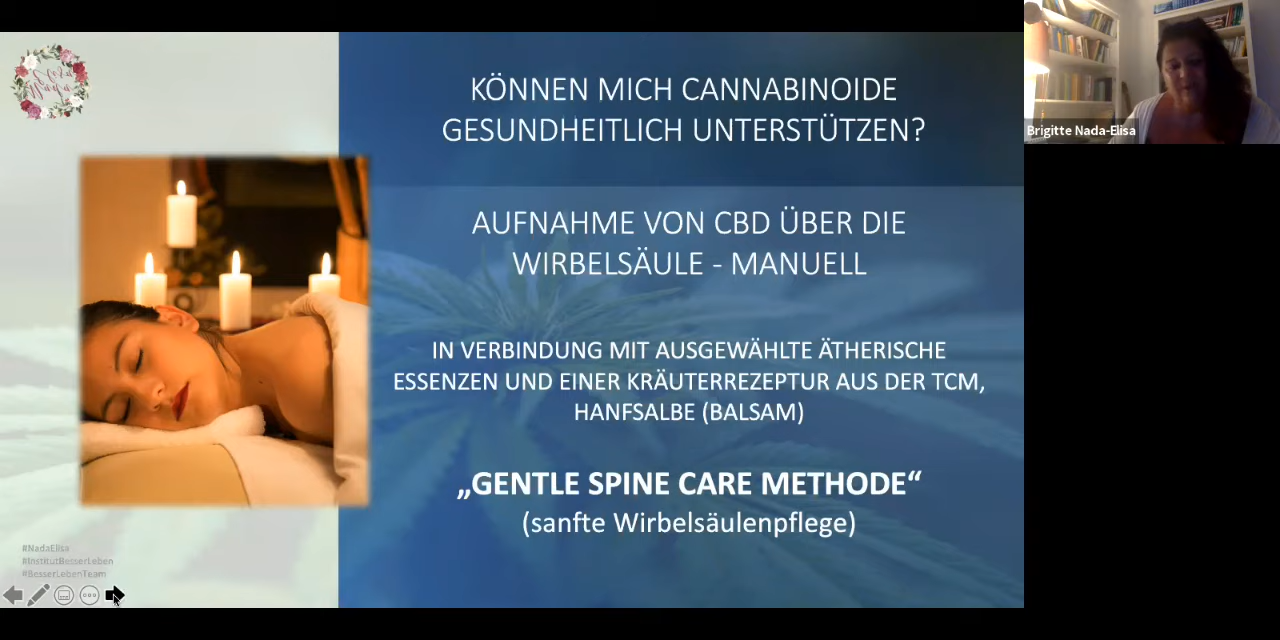 KÖNNEN MICH CANNABINOIDE
GESUNDHEITLICH UNTERSTÜTZEN?
AUFNAHME VON CBD ÜBER DIE
WIRBELSÄULE - MANUELL
IN VERBINDUNG MIT AUSGEWÄHLTE ÄTHERISCHE
ESSENZEN UND EINER KRÄUTERREZEPTUR AUS DER TCM,
HANFSALBE (BALSAM)
„GENTLE SPINE CARE METHODE“
(sanfte Wirbelsäulenpflege)
#NadaElisa
#InstitutBesserLeben
#BesserLebenTeam
Brigitte Nada-Elisa